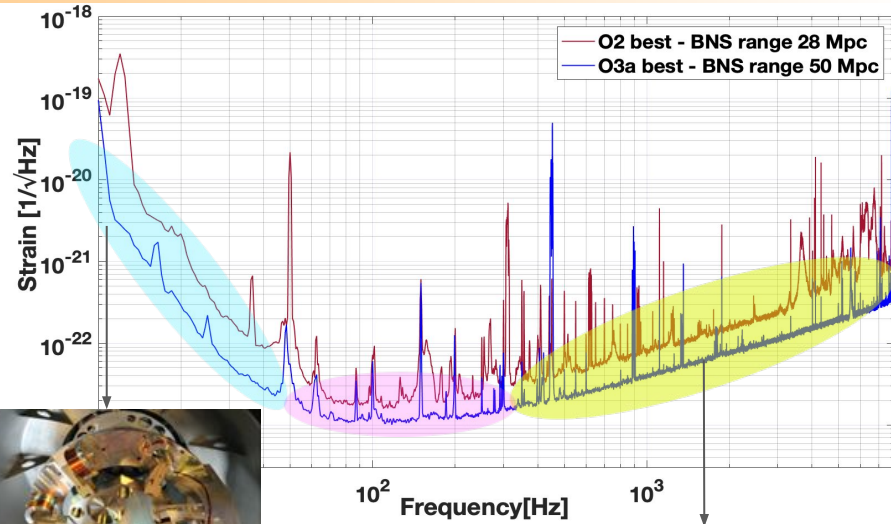 10⁻¹⁸
O2 best - BNS range 28 Mpc
O3a best - BNS range 50 Mpc
10⁻¹⁹
10⁻²⁰
10⁻²¹
10⁻²²
Strain [1/√Hz]
10²
10³
Frequency[Hz]